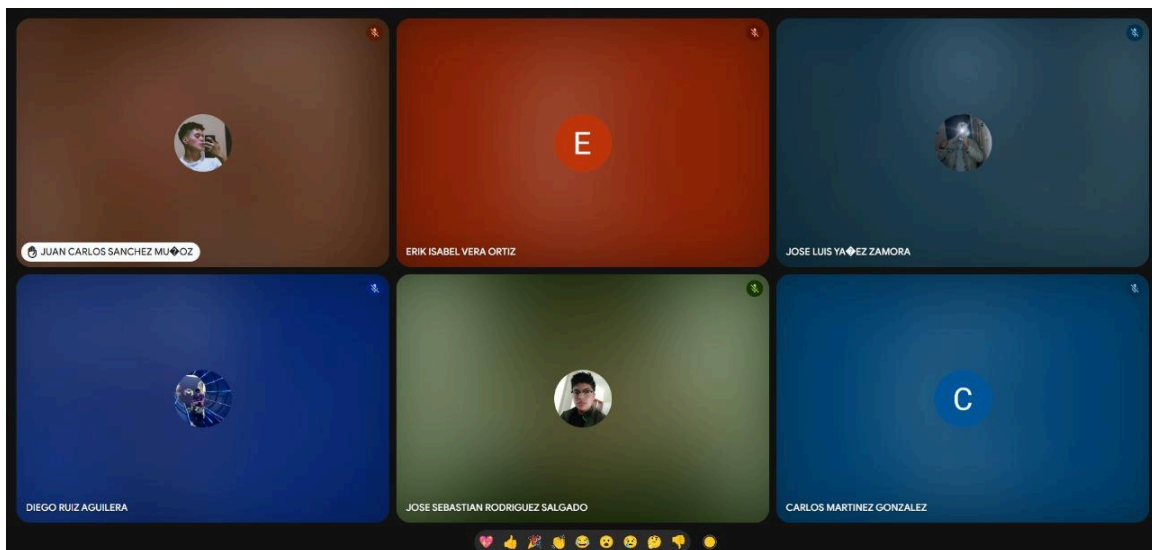 JUAN CARLOS SANCHEZ MU�OZ
E
ERIK ISABEL VERA ORTIZ
JOSE LUIS YA�EZ ZAMORA
DIEGO RUIZ AGUILERA
JOSE SEBASTIAN RODRIGUEZ SALGADO
C
CARLOS MARTINEZ GONZALEZ